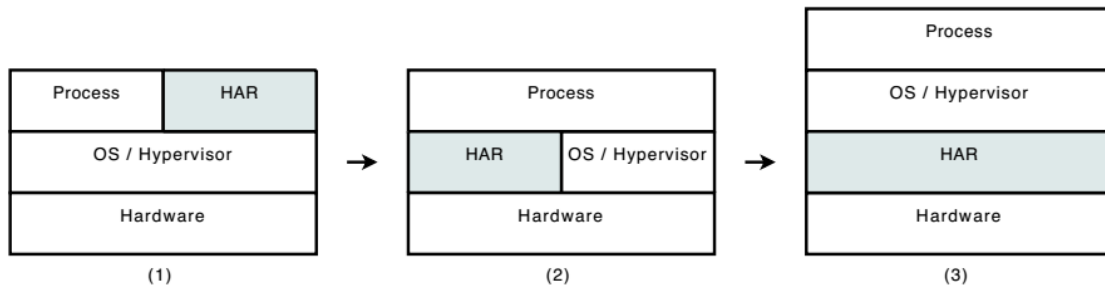 Process HAR
OS / Hypervisor
Hardware
(1)
Process
HAR OS / Hypervisor
Hardware
(2)
Process
OS / Hypervisor
HAR
Hardware
(3)